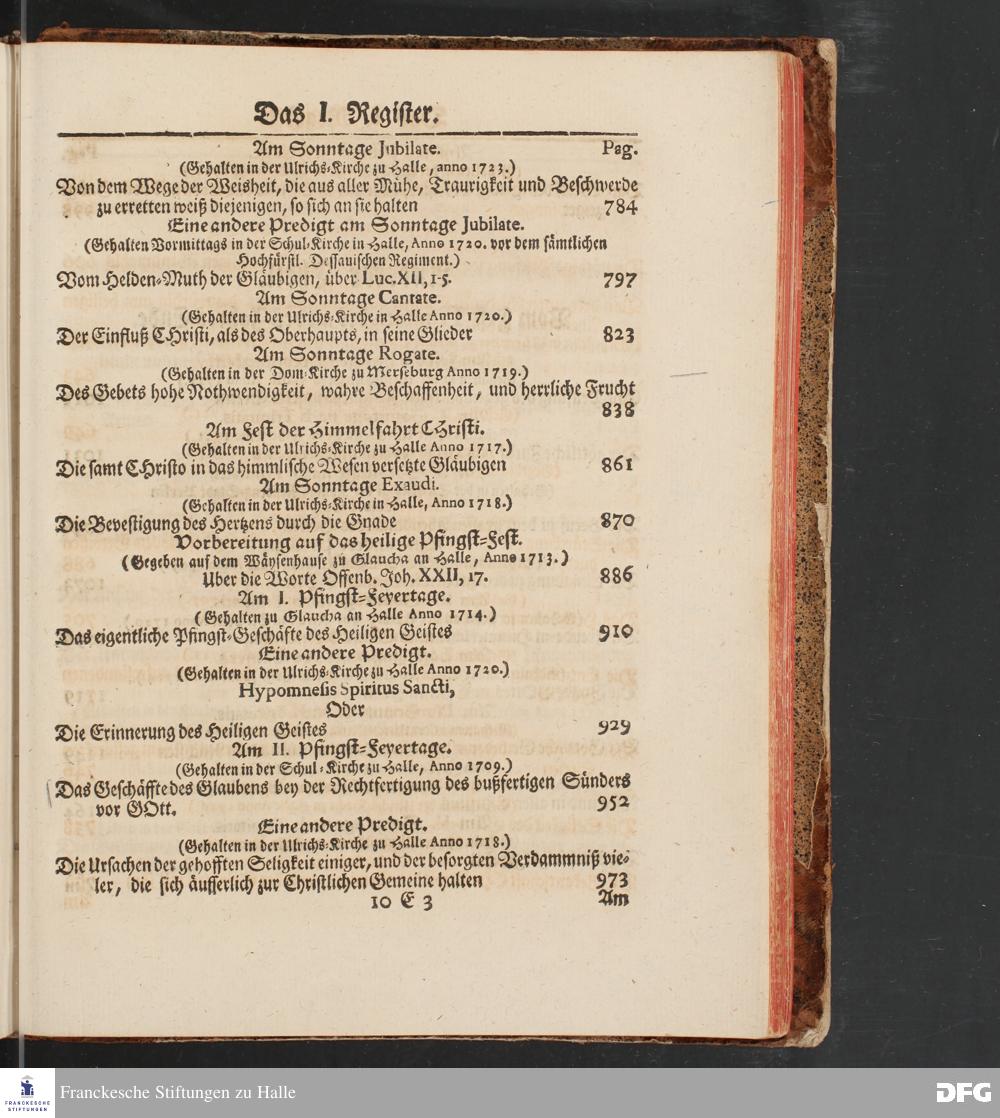 Das I. Register.
Am Sonntage Jubilate. Pag.
(Gehalten in der Ulrichs-Kirche zu Halle, anno 1723.)
Von dem Wege der Weisheit, die aus aller Mühe, Traurigkeit und Beschwerde
zu erretten weiß diejenigen, so sich an sie halten 784
Eine andere Predigt am Sonntage Jubilate.
(Gehalten Vormittags in der Schul-Kirche in Halle, Anno 1720. vor dem sämtlichen
Hochfürstl. Dessauischen Regiment.)
Vom Helden-Muth der Gläubigen, über Luc. XII, 1-5. 797
Am Sonntage Cantate.
(Gehalten in der Ulrichs-Kirche in Halle Anno 1720.)
Der Einfluß CHristi, als des Oberhaupts, in seine Glieder 823
Am Sonntage Rogate.
(Gehalten in der Dom-Kirche zu Merseburg Anno 1719.)
Des Gebets hohe Nothwendigkeit, wahre Beschaffenheit, und herrliche Frucht
838
Am Fest der Himmelfahrt CHristi.
(Gehalten in der Ulrichs-Kirche zu Halle Anno 1717.)
Die samt CHristo in das himmlische Wesen versetzte Gläubigen 861
Am Sonntage Exaudi.
(Gehalten in der Ulrichs-Kirche in Halle, Anno 1718.)
Die Bevestigung des Hertzens durch die Gnade 870
Vorbereitung auf das heilige Pfingst-Fest.
(Gegeben auf dem Wäysenhause zu Glaucha an Halle, Anno 1713.)
Uber die Worte Offenb. Joh. XXII, 17. 886
Am I. Pfingst-Feyertage.
(Gehalten zu Glaucha an Halle Anno 1714.)
Das eigentliche Pfingst-Geschäfte des Heiligen Geistes 910
Eine andere Predigt.
(Gehalten in der Ulrichs-Kirche zu Halle Anno 1720.)
Hypomnesis Spiritus Sancti,
Oder
Die Erinnerung des Heiligen Geistes 929
Am II. Pfingst-Feyertage.
(Gehalten in der Schul-Kirche zu Halle, Anno 1709.)
Das Geschäffte des Glaubens bey der Rechtfertigung des bußfertigen Sünders
vor GOtt. 952
Eine andere Predigt.
(Gehalten in der Ulrichs-Kirche zu Halle Anno 1718.)
Die Ursachen der gehofften Seligkeit einiger, und der besorgten Verdammniß vie-
ler, die sich äusserlich zur Christlichen Gemeine halten 973
10 E 3 Am
FRANCKESCHE
STIFTUNGEN
Franckesche Stiftungen zu Halle
DFG